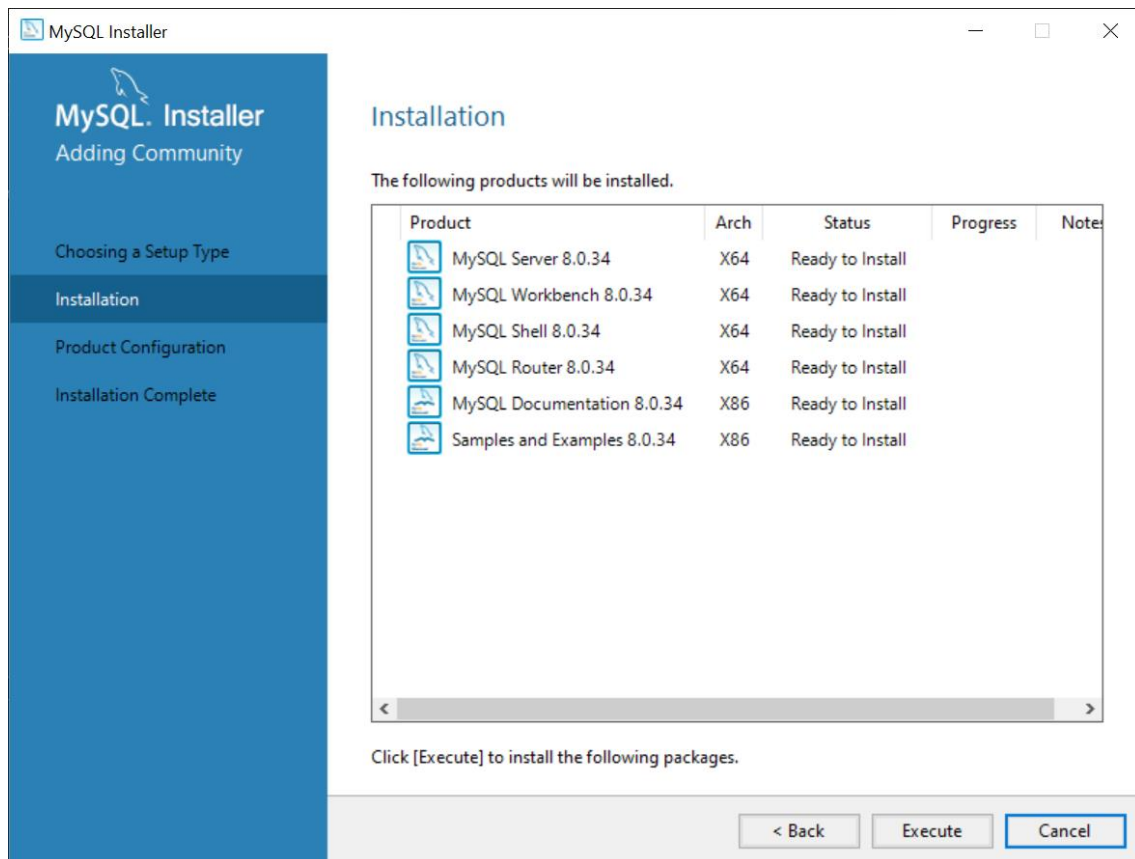 MySQL Installer
MySQL. Installer
Adding Community
Choosing a Setup Type
Installation
Product Configuration
Installation Complete
Installation
The following products will be installed.
Product Arch Status Progress Notes
MySQL Server 8.0.34 X64 Ready to Install
MySQL Workbench 8.0.34 X64 Ready to Install
MySQL Shell 8.0.34 X64 Ready to Install
MySQL Router 8.0.34 X64 Ready to Install
MySQL Documentation 8.0.34 X86 Ready to Install
Samples and Examples 8.0.34 X86 Ready to Install
Click [Execute] to install the following packages.
< Back Execute Cancel